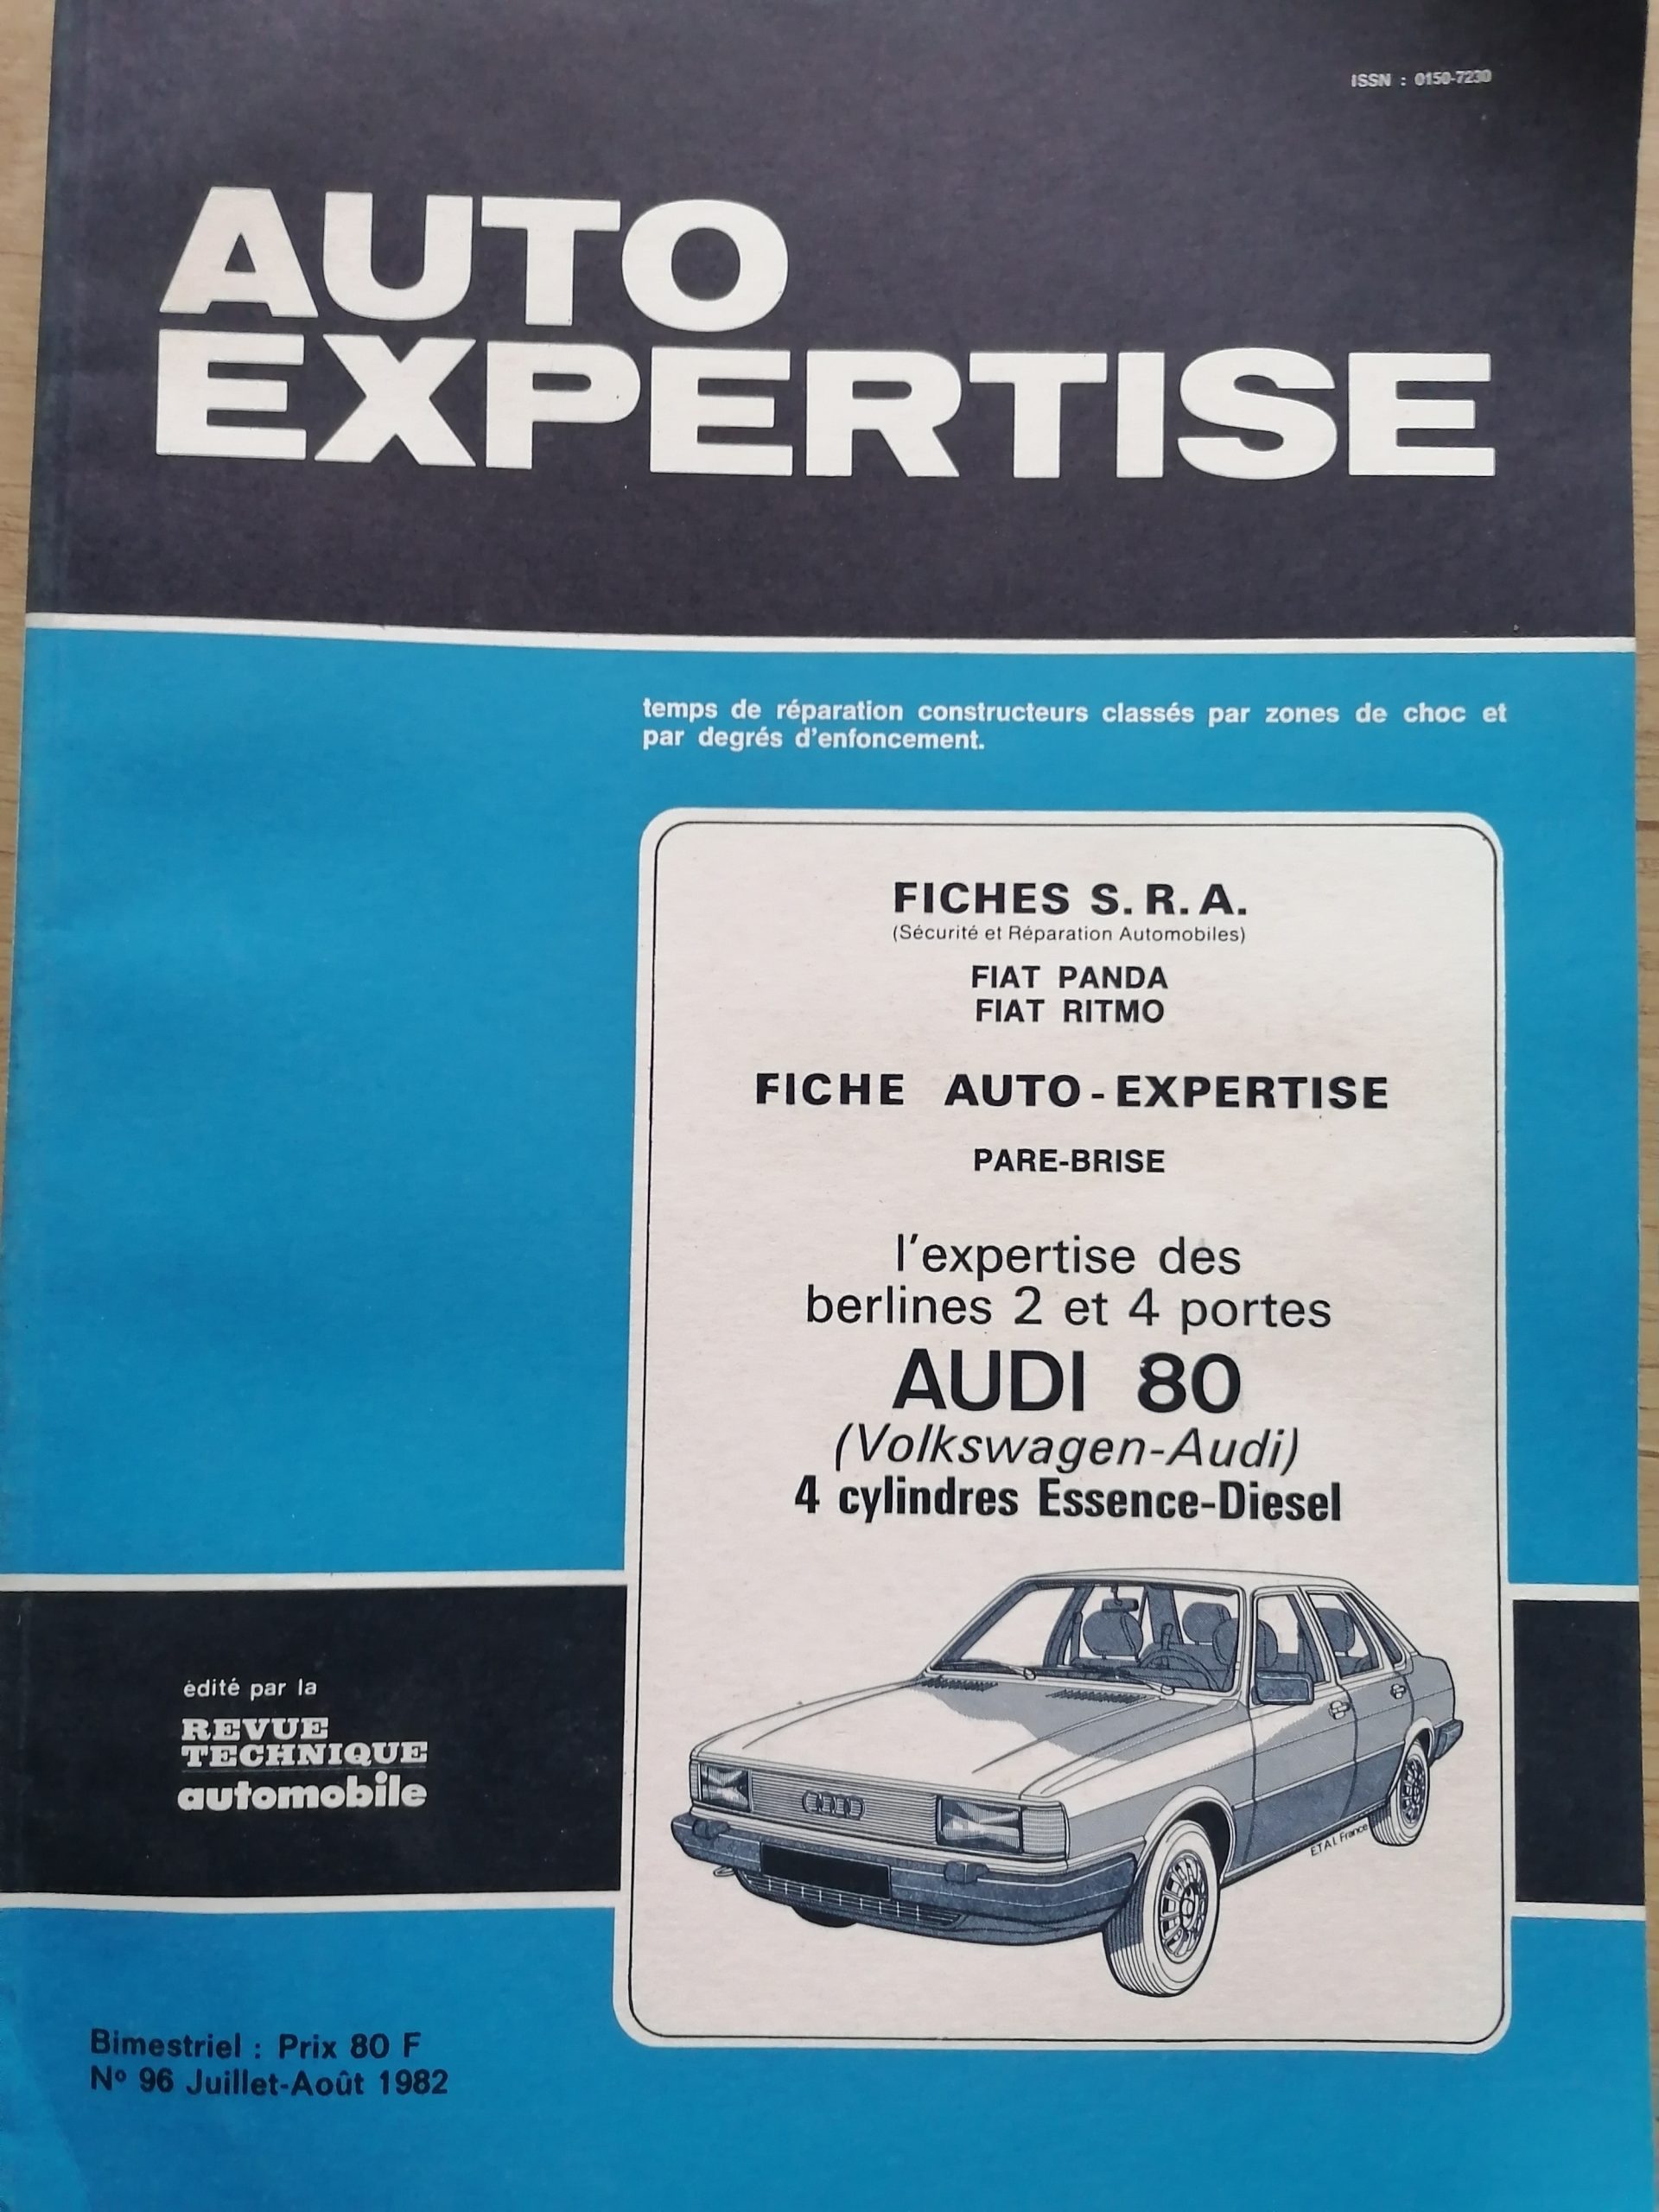 ISSN : 0150-7230
AUTO
EXPERTISE
temps de réparation constructeurs classés par zones de choc et
par degrés d'enfoncement.
FICHES S.R.A.
(Sécurité et Réparation Automobiles)
FIAT PANDA
FIAT RITMO
FICHE AUTO-EXPERTISE
PARE-BRISE
l'expertise des
berlines 2 et 4 portes
AUDI 80
(Volkswagen-Audi)
4 cylindres Essence-Diesel
E.T.A.I. France
édité par la
REVUE
TECHNIQUE
automobile
Bimestriel : Prix 80 F
Nº 96 Juillet-Août 1982